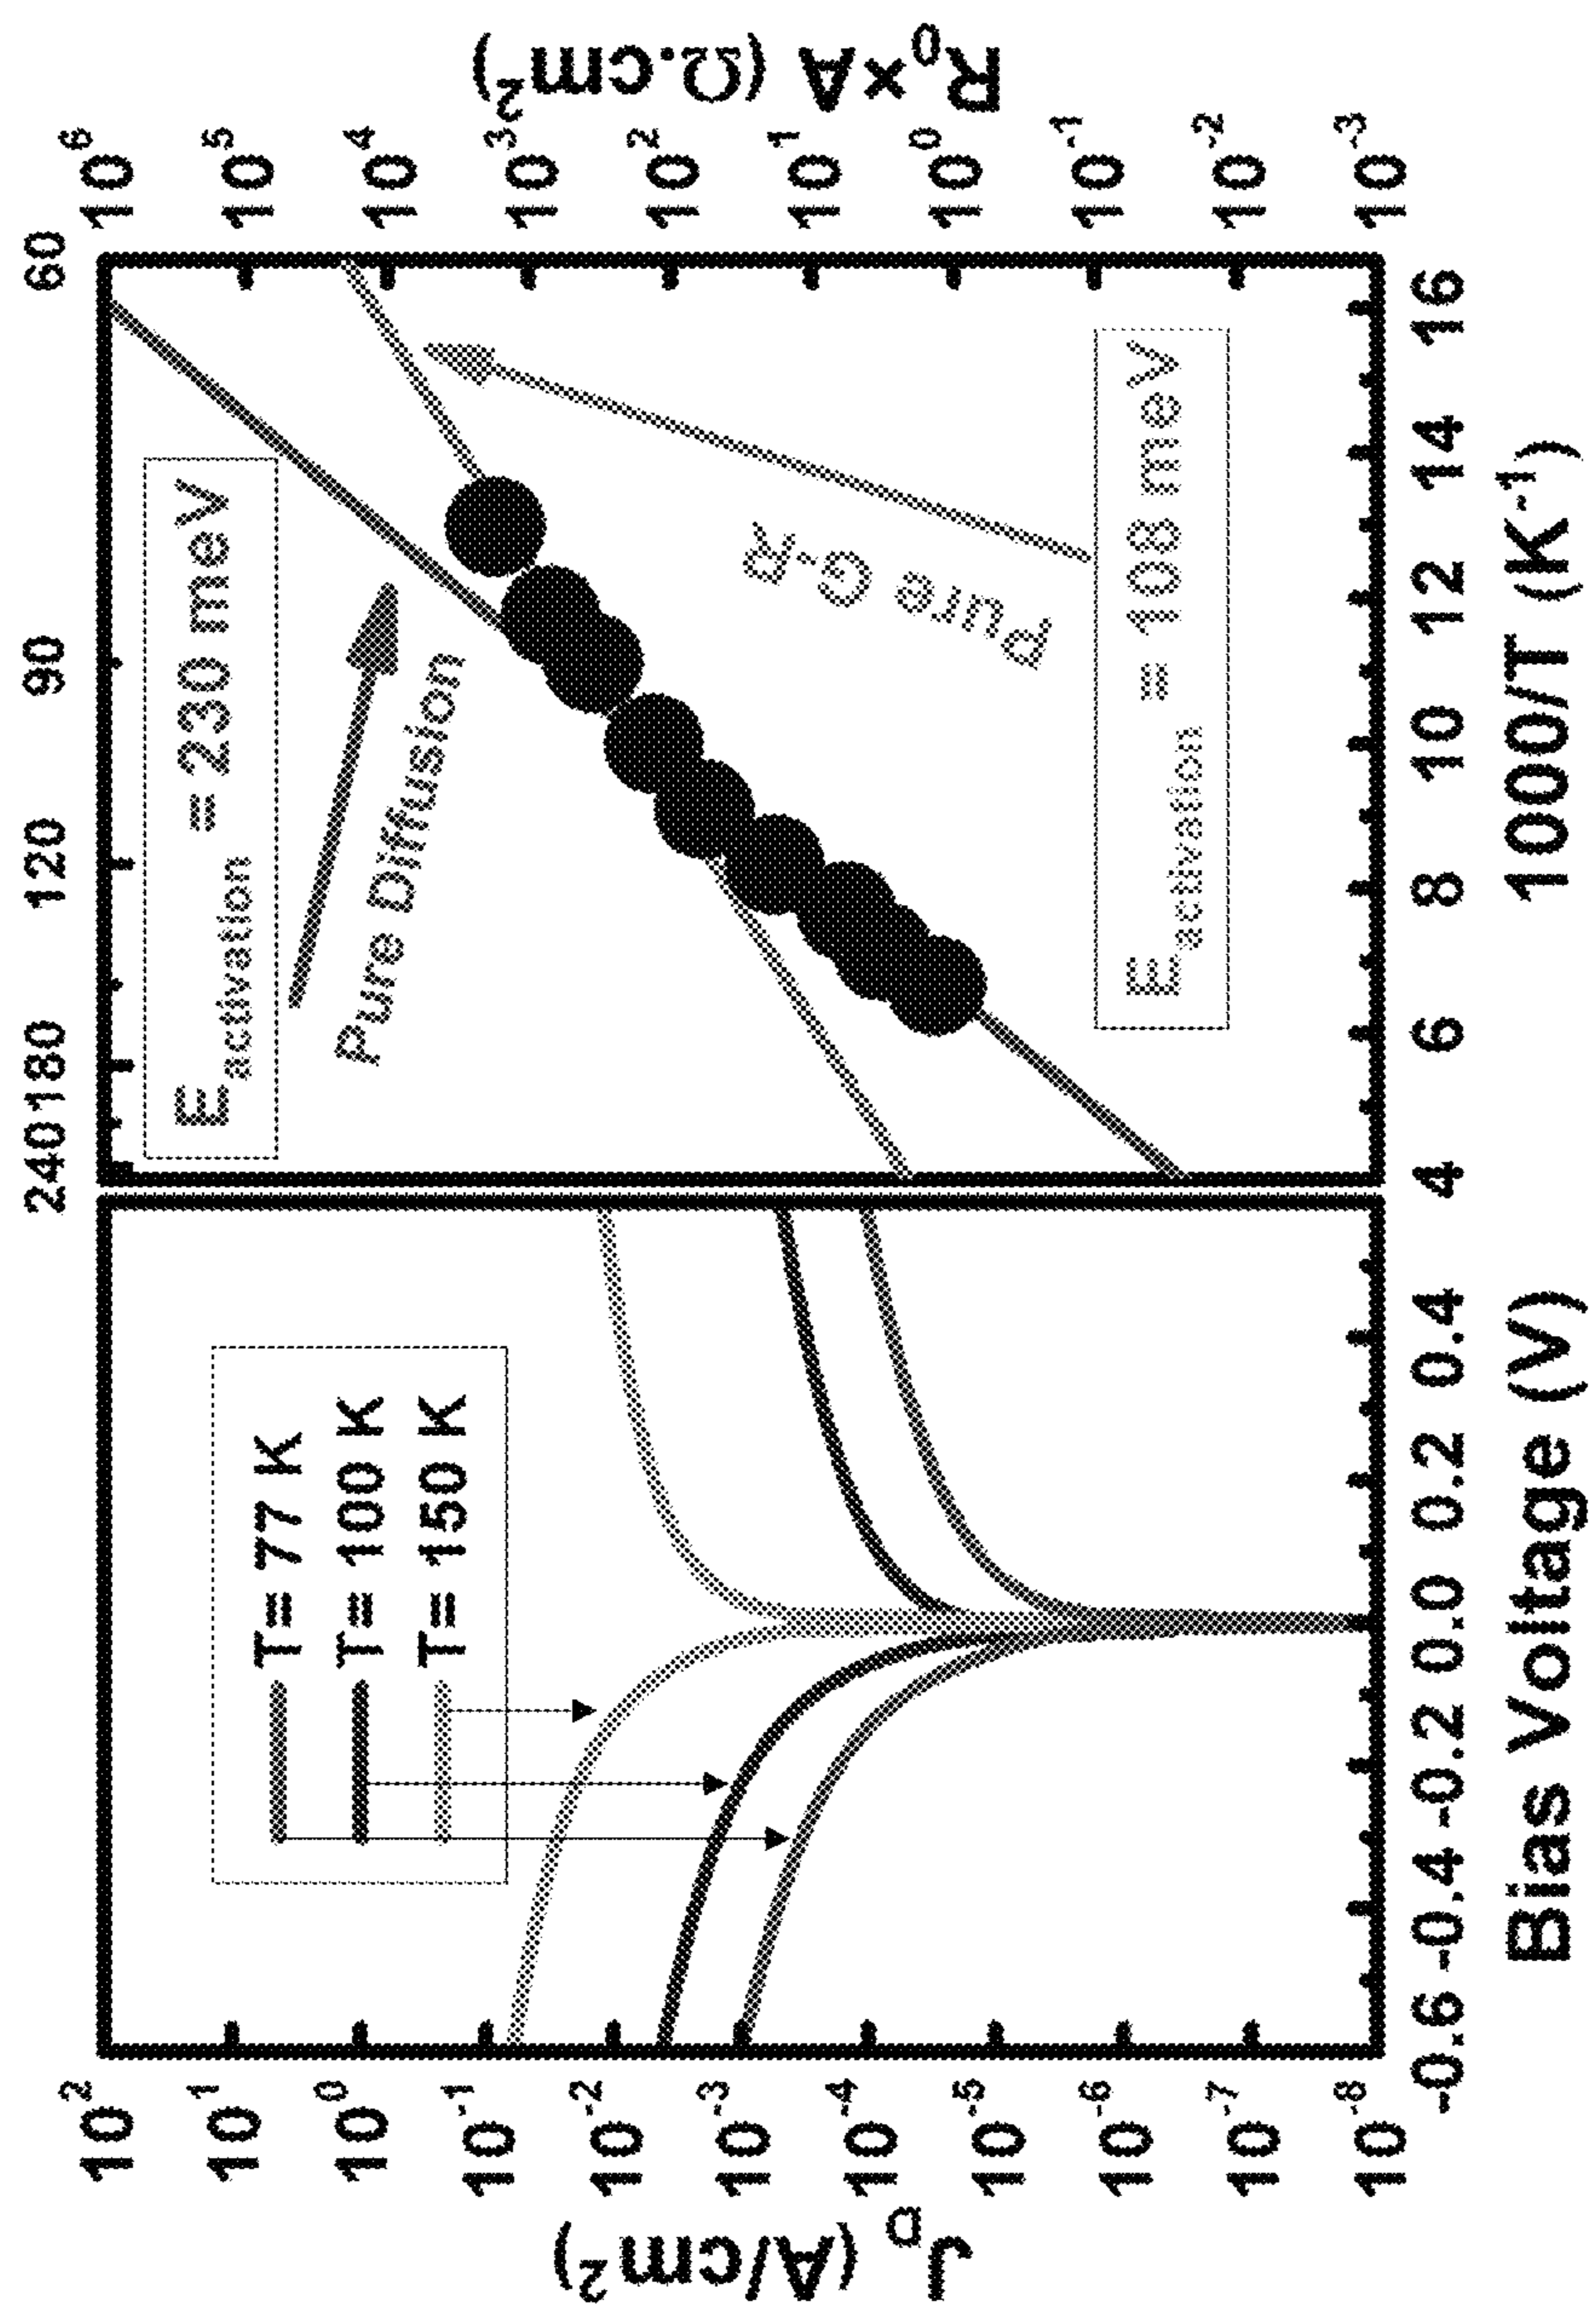 J_D (A/cm²)
10²
10¹
10⁰
10⁻¹
10⁻²
10⁻³
10⁻⁴
10⁻⁵
10⁻⁶
10⁻⁷
10⁻⁸
T= 77 K
T= 100 K
T= 150 K
-0.6 -0.4 -0.2 0.0 0.2 0.4
Bias Voltage (V)
240 180 120 90 60
E_activation = 230 meV
Pure Diffusion
Pure G-R
E_activation = 108 meV
4 6 8 10 12 14 16
1000/T (K⁻¹)
10⁶
10⁵
10⁴
10³
10²
10¹
10⁰
10⁻¹
10⁻²
10⁻³
R₀×A (Ω.cm²)